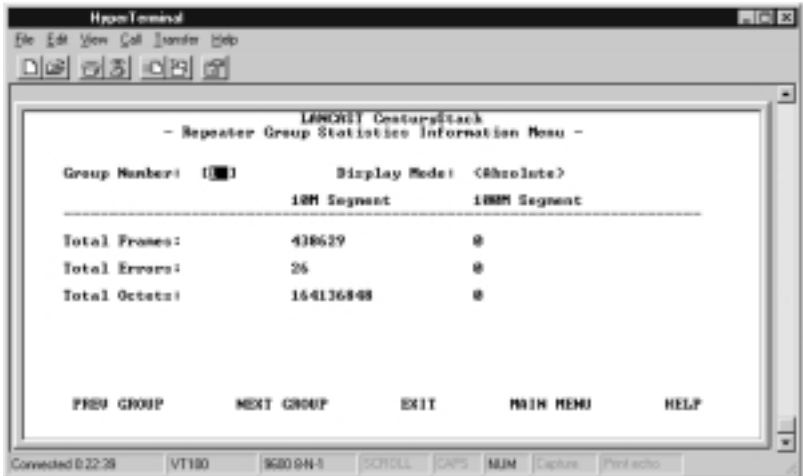 HyperTerminal
File Edit View Call Transfer Help
LANCAST CenturyStack
- Repeater Group Statistics Information Menu -
Group Number: [1 ] Display Mode: <Absolute>
10M Segment 100M Segment
Total Frames: 438629 0
Total Errors: 26 0
Total Octets: 164136848 0
PREV GROUP NEXT GROUP EXIT MAIN MENU HELP
Connected 0:22:39 VT100 9600 8-N-1 SCROLL CAPS NUM Capture Print echo